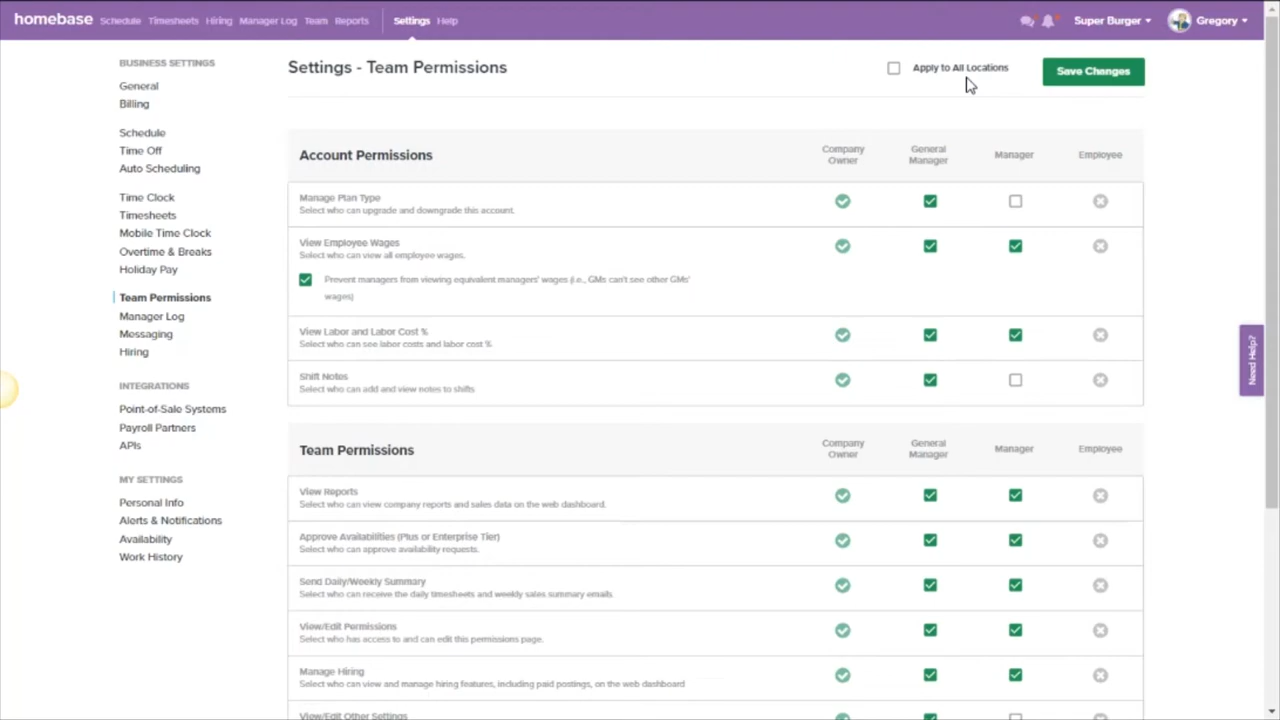 homebase Schedule Timesheets Hiring Manager Log Team Reports Settings Help Super Burger Gregory
BUSINESS SETTINGS
General
Billing
Schedule
Time Off
Auto Scheduling
Time Clock
Timesheets
Mobile Time Clock
Overtime & Breaks
Holiday Pay
Team Permissions
Manager Log
Messaging
Hiring
INTEGRATIONS
Point-of-Sale Systems
Payroll Partners
APIs
MY SETTINGS
Personal Info
Alerts & Notifications
Availability
Work History
Settings - Team Permissions
Apply to All Locations
Save Changes
Account Permissions
Company Owner
General Manager
Manager
Employee
Manage Plan Type
Select who can upgrade and downgrade this account.
View Employee Wages
Select who can view all employee wages.
Prevent managers from viewing equivalent managers' wages (i.e., GMs can't see other GMs'
wages)
View Labor and Labor Cost %
Select who can see labor costs and labor cost %
Shift Notes
Select who can add and view notes to shifts
Team Permissions
Company Owner
General Manager
Manager
Employee
View Reports
Select who can view company reports and sales data on the web dashboard.
Approve Availabilities (Plus or Enterprise Tier)
Select who can approve availability requests.
Send Daily/Weekly Summary
Select who can receive the daily timesheets and weekly sales summary emails.
View/Edit Permissions
Select who has access to and can edit this permissions page.
Manage Hiring
Select who can view and manage hiring features, including paid postings, on the web dashboard
View/Edit Other Settings
Need Help?